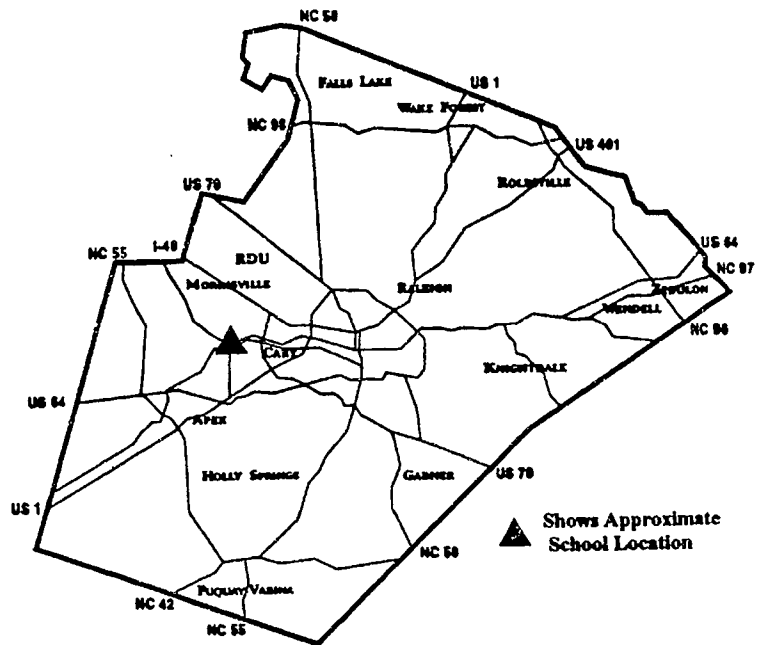 NC 50
US 1
FALLS LAKE
WAKE FOREST
NC 98
US 401
US 70
ROLESVILLE
US 64
I-40
NC 55
RDU
NC 97
MORRISVILLE
RALEIGH
ZEBULON
WENDELL
NC 96
CARY
KNIGHTDALE
US 64
APEX
HOLLY SPRINGS
GARNER
US 70
US 1
Shows Approximate
School Location
NC 50
FUQUAY VARINA
NC 42
NC 55